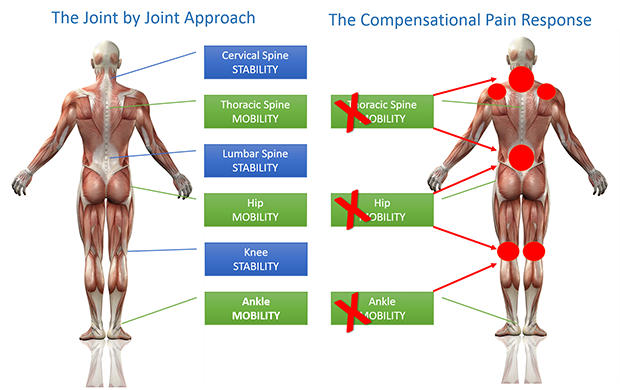 The Joint by Joint Approach
The Compensational Pain Response
Cervical Spine
STABILITY
Thoracic Spine
MOBILITY
Lumbar Spine
STABILITY
Hip
MOBILITY
Knee
STABILITY
Ankle
MOBILITY
Thoracic Spine
MOBILITY
Hip
MOBILITY
Ankle
MOBILITY